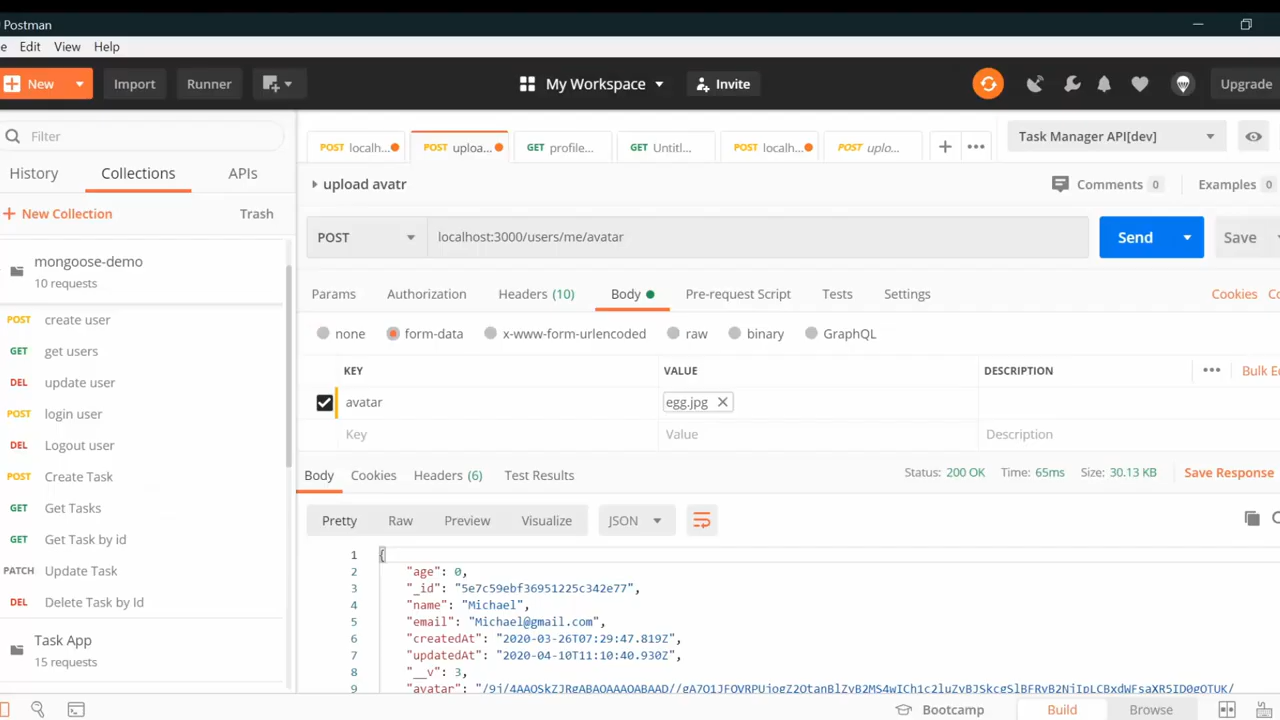 Postman
e Edit View Help
New Import Runner My Workspace Invite Upgrade
Filter
POST localh... POST uploa... GET profile... GET Untitl... POST localh... POST uplo... + ••• Task Manager API[dev]
History Collections APIs
upload avatr Comments 0 Examples 0
+ New Collection Trash
POST localhost:3000/users/me/avatar Send Save
mongoose-demo
10 requests
Params Authorization Headers (10) Body Pre-request Script Tests Settings Cookies Co
POST create user
none form-data x-www-form-urlencoded raw binary GraphQL
GET get users
KEY VALUE DESCRIPTION ••• Bulk Ed
DEL update user
avatar egg.jpg
POST login user
Key Value Description
DEL Logout user
Body Cookies Headers (6) Test Results Status: 200 OK Time: 65ms Size: 30.13 KB Save Response
POST Create Task
GET Get Tasks
Pretty Raw Preview Visualize JSON
GET Get Task by id
1 {
PATCH Update Task
2 "age": 0,
3 "_id": "5e7c59ebf36951225c342e77",
DEL Delete Task by Id
4 "name": "Michael",
5 "email": "Michael@gmail.com",
Task App
6 "createdAt": "2020-03-26T07:29:47.819Z",
15 requests
7 "updatedAt": "2020-04-10T11:10:40.930Z",
8 "__v": 3,
9 "avatar":
Bootcamp Build Browse